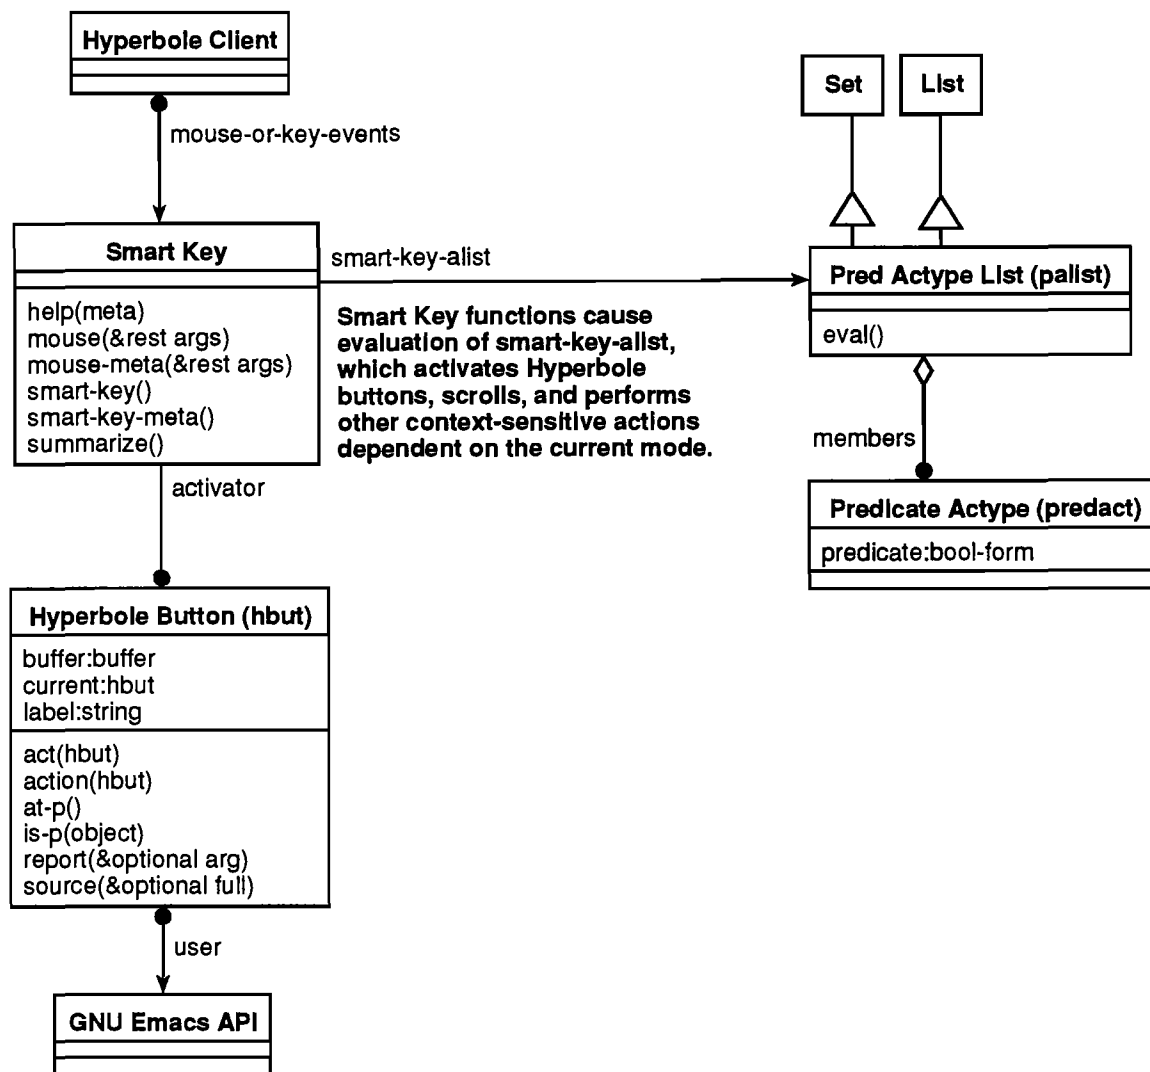 Hyperbole Client
mouse-or-key-events
Set
List
Smart Key
help(meta)
mouse(&rest args)
mouse-meta(&rest args)
smart-key()
smart-key-meta()
summarize()
smart-key-alist
Smart Key functions cause
evaluation of smart-key-alist,
which activates Hyperbole
buttons, scrolls, and performs
other context-sensitive actions
dependent on the current mode.
Pred Actype List (palist)
eval()
members
Predicate Actype (predact)
predicate:bool-form
activator
Hyperbole Button (hbut)
buffer:buffer
current:hbut
label:string
act(hbut)
action(hbut)
at-p()
is-p(object)
report(&optional arg)
source(&optional full)
user
GNU Emacs API